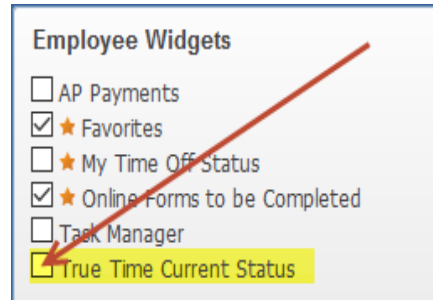 Employee Widgets
AP Payments
Favorites
My Time Off Status
Online Forms to be Completed
Task Manager
True Time Current Status